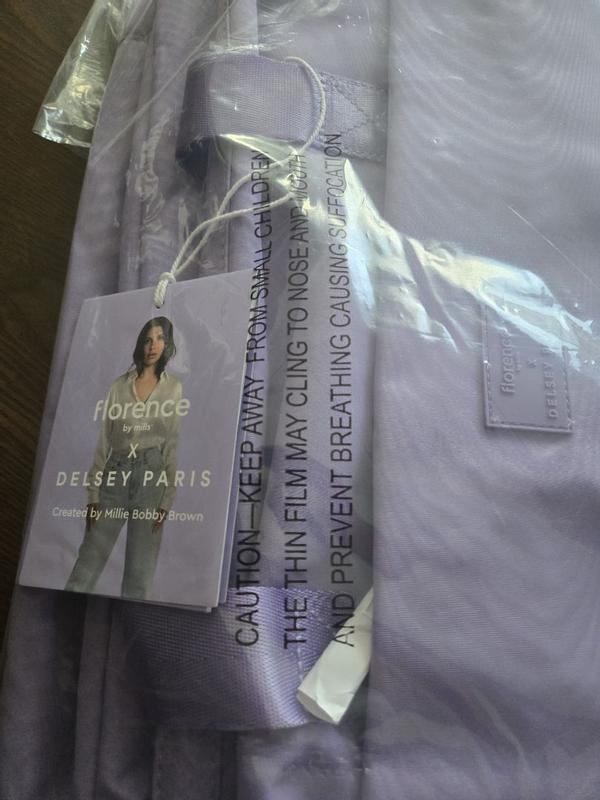 florence
by mills
X
DELSEY PARIS
Created by Millie Bobby Brown
CAUTION—KEEP AWAY FROM SMALL CHILDREN
THE THIN FILM MAY CLING TO NOSE AND MOUTH
AND PREVENT BREATHING CAUSING SUFFOCATION
florence
x
DELSEY